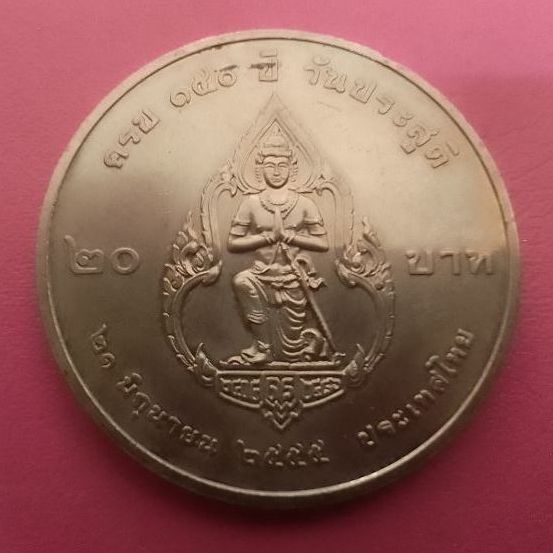 ครบ ๑๕๐ ปี วันประสูติ
๒๐ บาท
๒๑ มิถุนายน ๒๕๕๕ ประเทศไทย